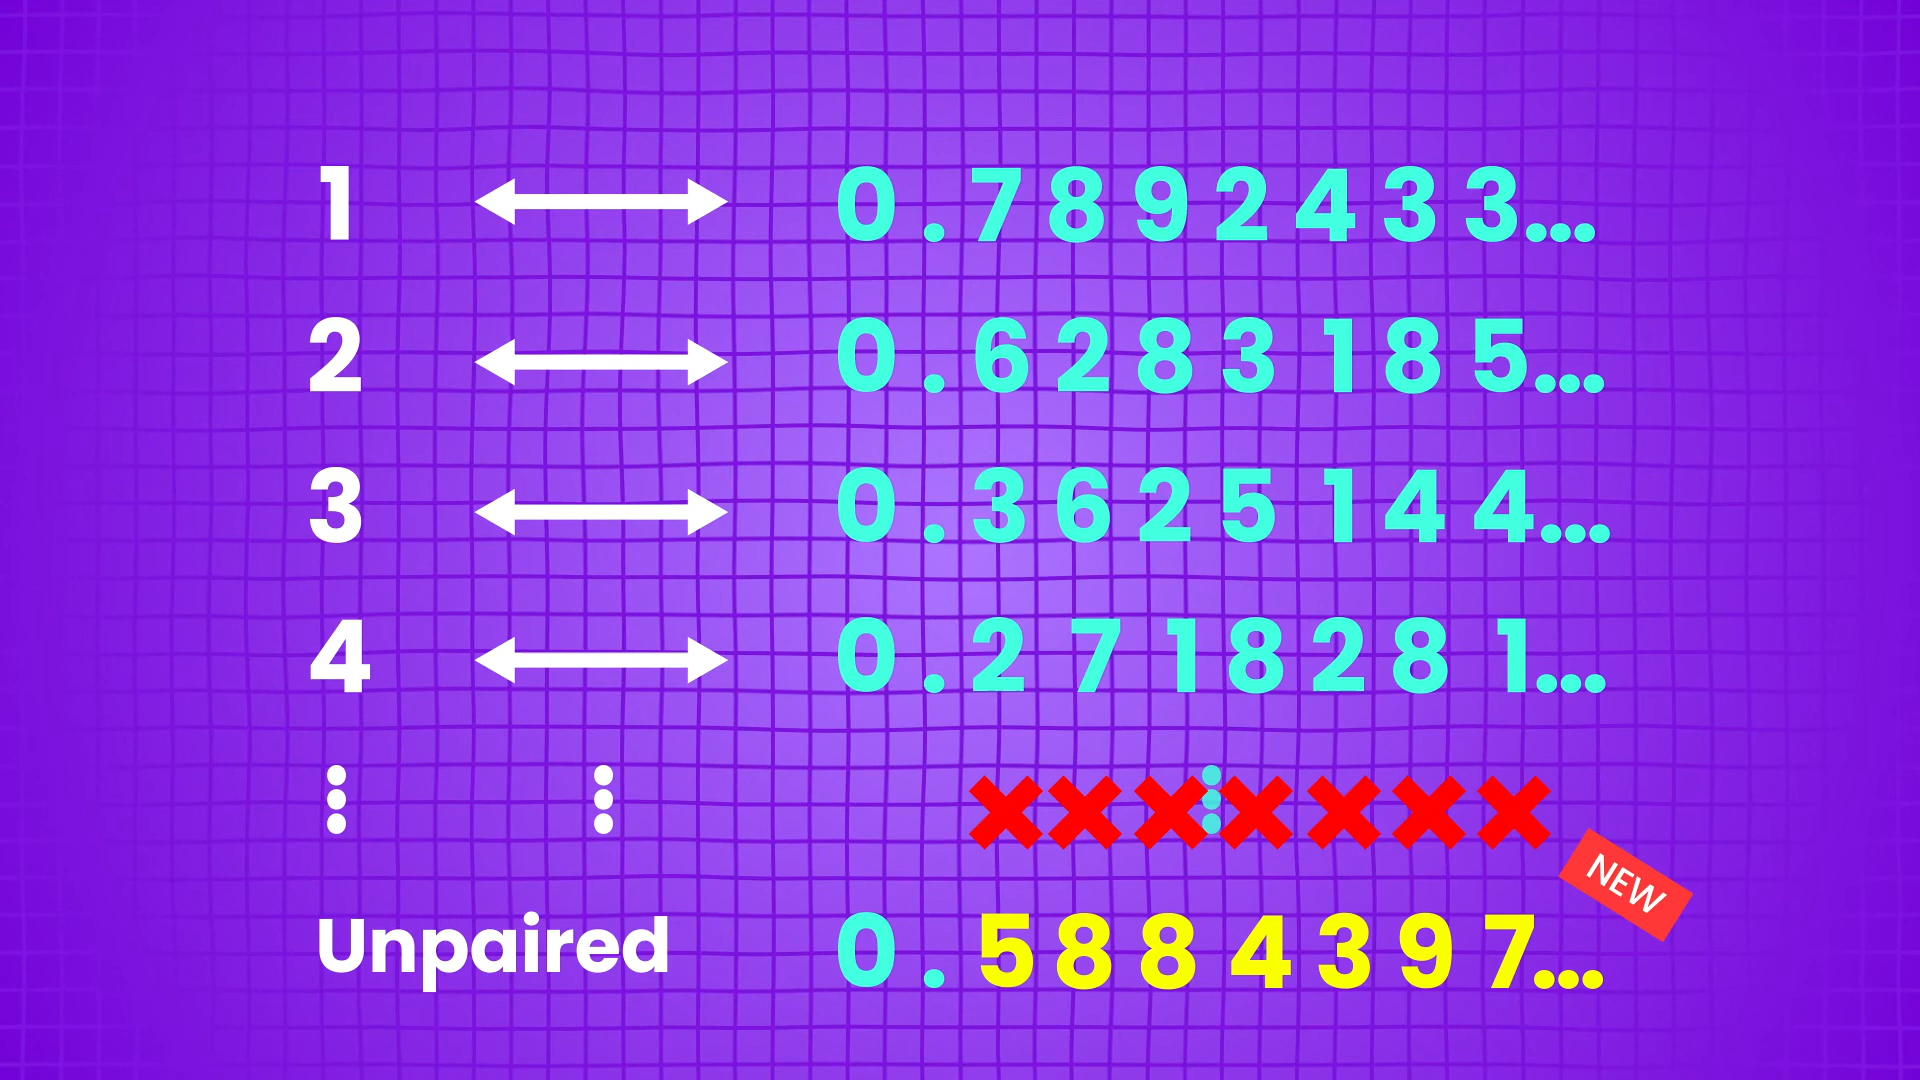 1 ↔ 0.7892433...
2 ↔ 0.6283185...
3 ↔ 0.3625144...
4 ↔ 0.2718281...
NEW
Unpaired 0.5884397...